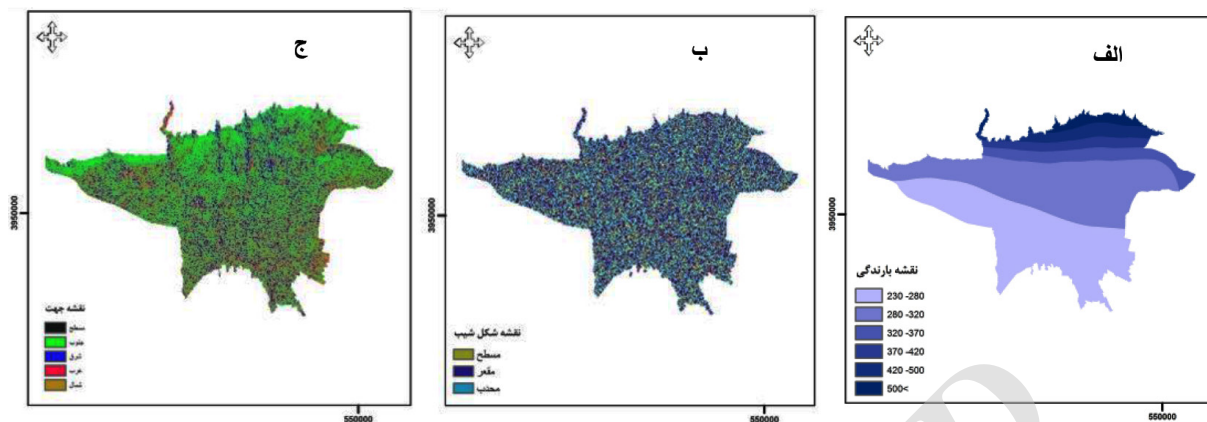 الف
نقشه بارندگی
230 -280
280 -320
320 -370
370 -420
420 -500
500<
3950000
550000
ب
نقشه شکل شیب
مسطح
مقعر
محدب
3950000
550000
ج
نقشه جهت
مسطح
جنوب
شرق
غرب
شمال
3950000
550000